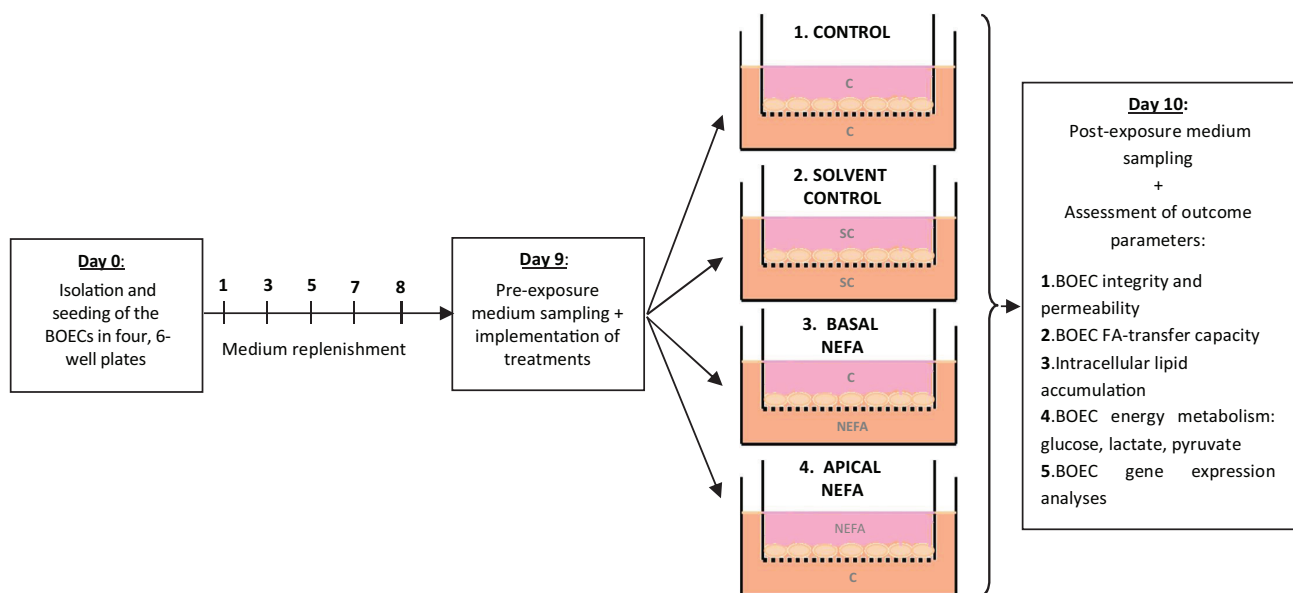 Day 0:
Isolation and
seeding of the
BOECs in four, 6-
well plates
1 3 5 7 8
Medium replenishment
Day 9:
Pre-exposure
medium sampling +
implementation of
treatments
1. CONTROL
C
C
2. SOLVENT
CONTROL
SC
SC
3. BASAL
NEFA
C
NEFA
4. APICAL
NEFA
NEFA
C
Day 10:
Post-exposure medium
sampling
+
Assessment of outcome
parameters:
1.BOEC integrity and
permeability
2.BOEC FA-transfer capacity
3.Intracellular lipid
accumulation
4.BOEC energy metabolism:
glucose, lactate, pyruvate
5.BOEC gene expression
analyses